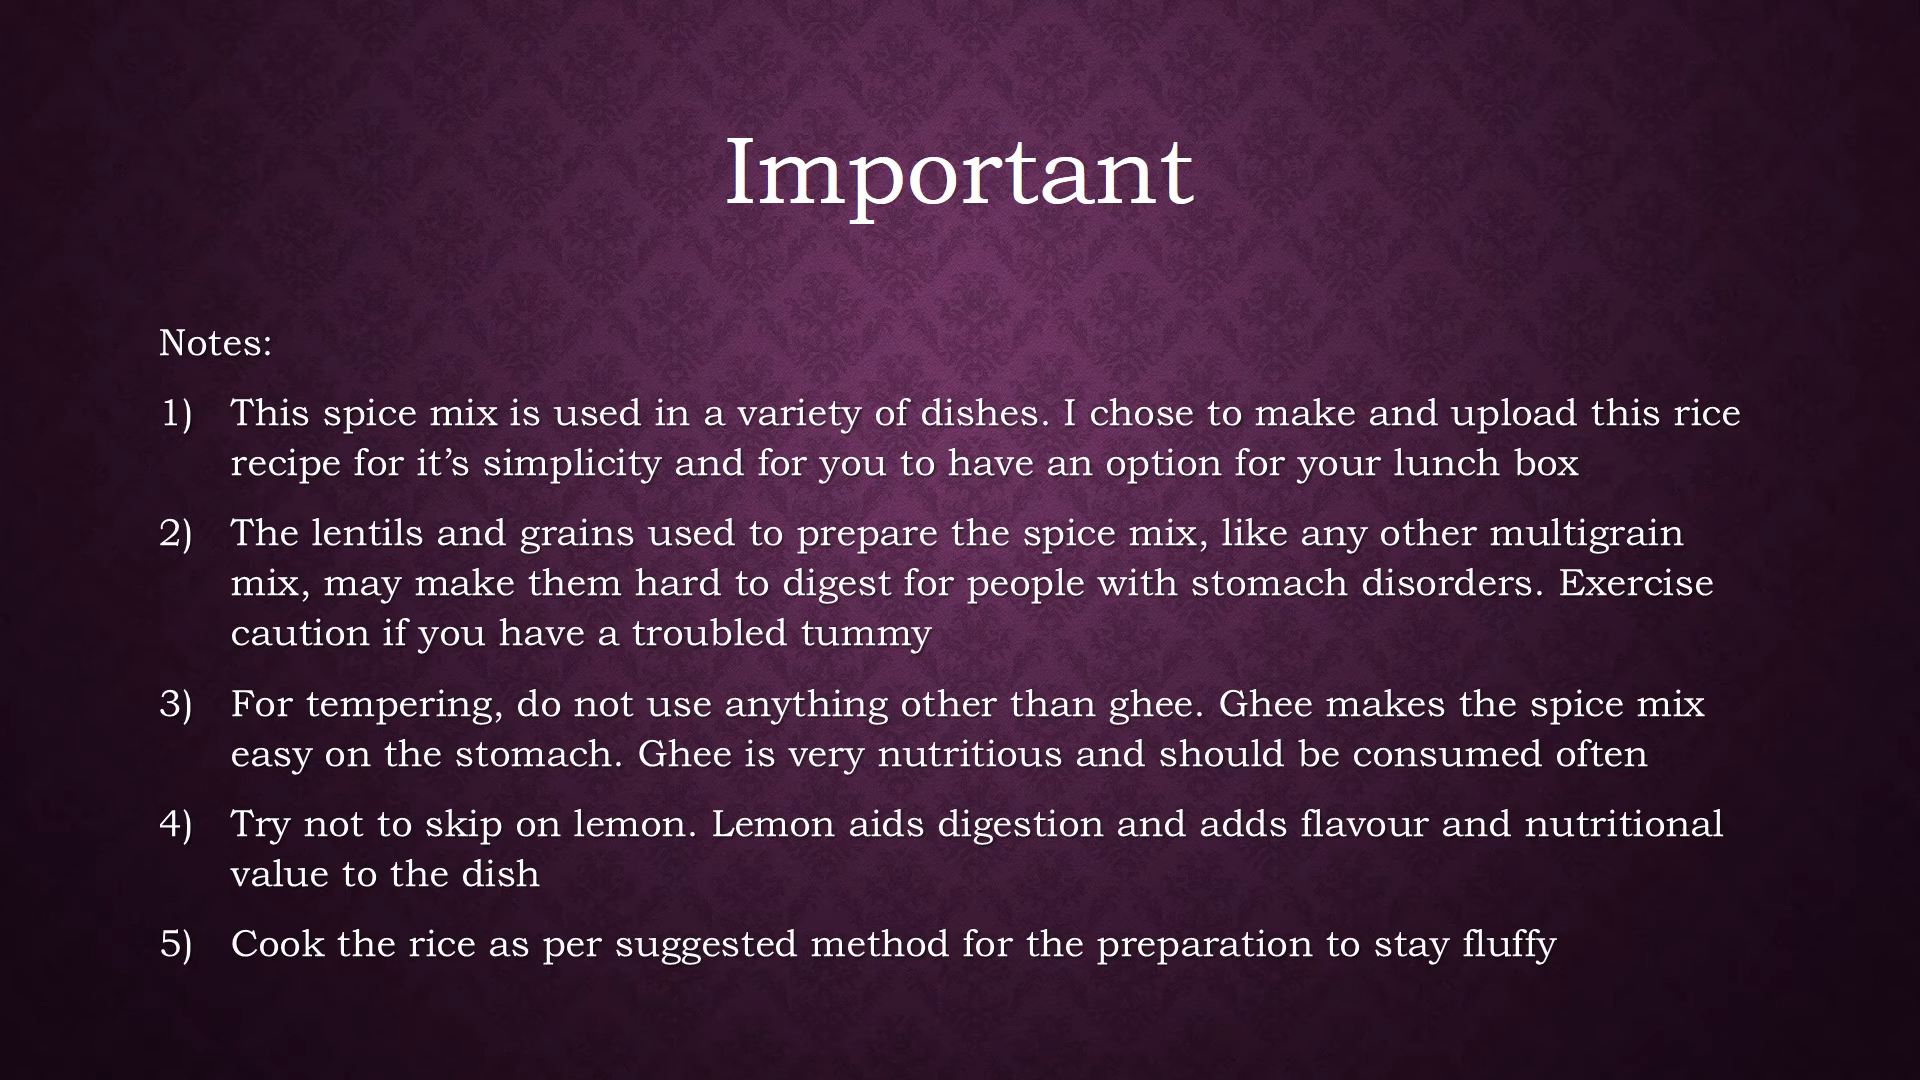 Important
Notes:
1) This spice mix is used in a variety of dishes. I chose to make and upload this rice
recipe for it’s simplicity and for you to have an option for your lunch box
2) The lentils and grains used to prepare the spice mix, like any other multigrain
mix, may make them hard to digest for people with stomach disorders. Exercise
caution if you have a troubled tummy
3) For tempering, do not use anything other than ghee. Ghee makes the spice mix
easy on the stomach. Ghee is very nutritious and should be consumed often
4) Try not to skip on lemon. Lemon aids digestion and adds flavour and nutritional
value to the dish
5) Cook the rice as per suggested method for the preparation to stay fluffy